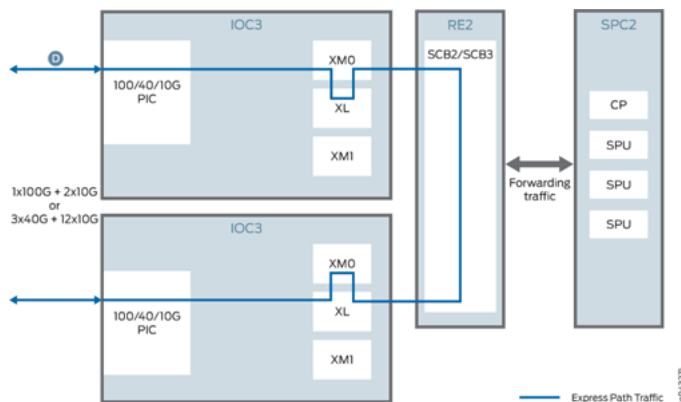 IOC3
RE2
SPC2
D
100/40/10G
PIC
XM0
XL
XM1
SCB2/SCB3
CP
SPU
SPU
SPU
Forwarding
traffic
1x100G + 2x10G
or
3x40G + 12x10G
IOC3
100/40/10G
PIC
XM0
XL
XM1
Express Path Traffic